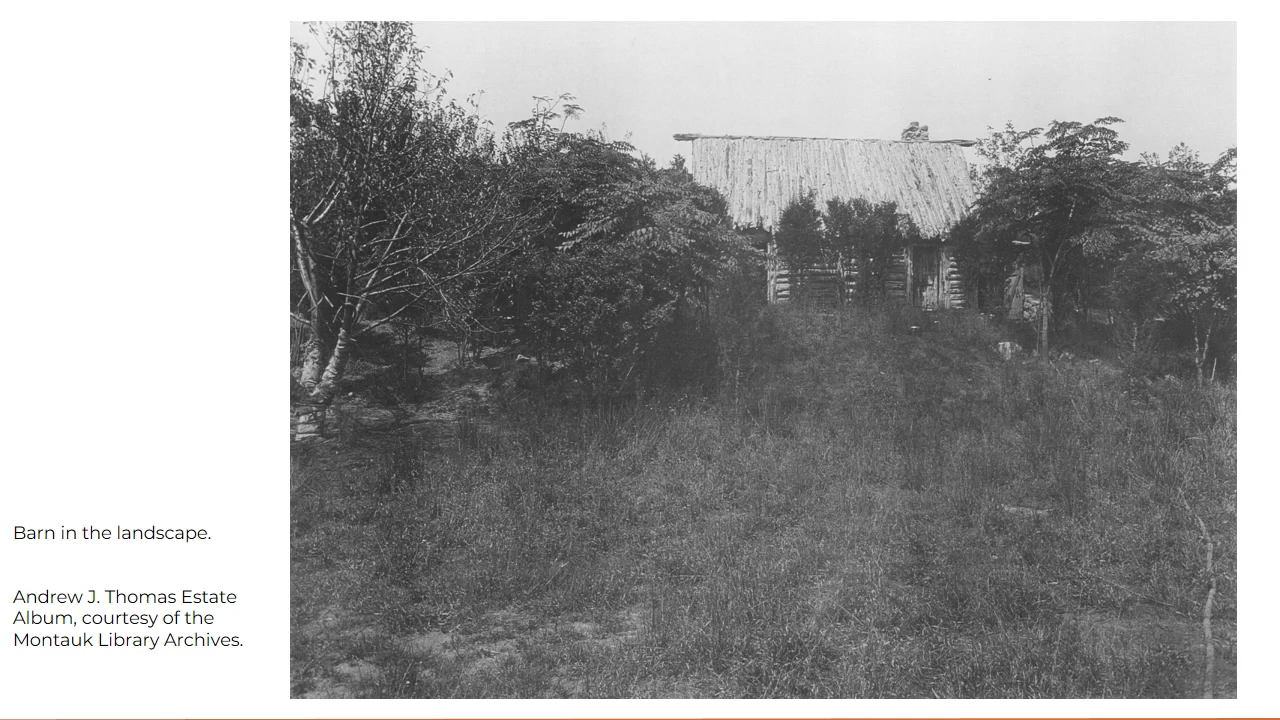 Barn in the landscape.
Andrew J. Thomas Estate
Album, courtesy of the
Montauk Library Archives.